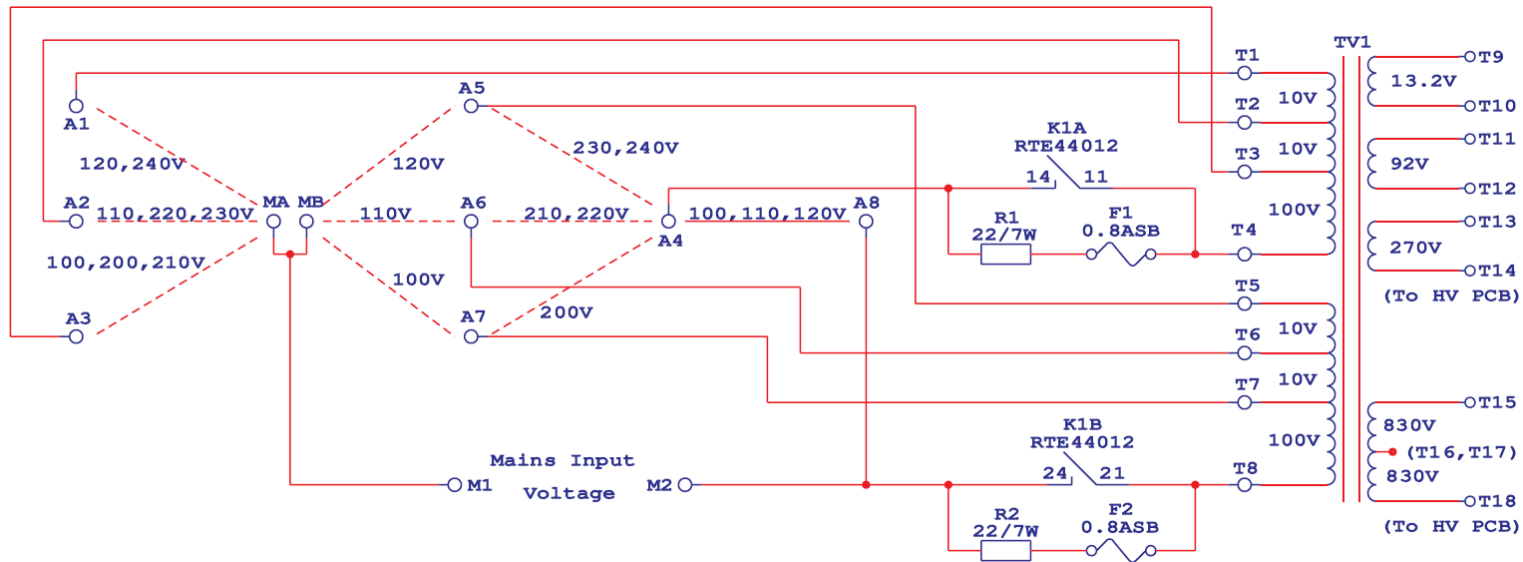 TV1
T1
T9
A5
10V
13.2V
A1
T2
T10
K1A
RTE44012
T11
120,240V
120V
230,240V
10V
T3
92V
14
11
A2
110,220,230V
MA
MB
110V
A6
210,220V
A4
100,110,120V
A8
T12
R1
22/7W
F1
0.8ASB
100V
T4
T13
270V
100,200,210V
100V
T14
(To HV PCB)
T5
A3
A7
200V
10V
T6
10V
T7
T15
K1B
RTE44012
830V
100V
(T16,T17)
Mains Input
Voltage
M1
M2
24
21
T8
830V
T18
R2
22/7W
F2
0.8ASB
(To HV PCB)